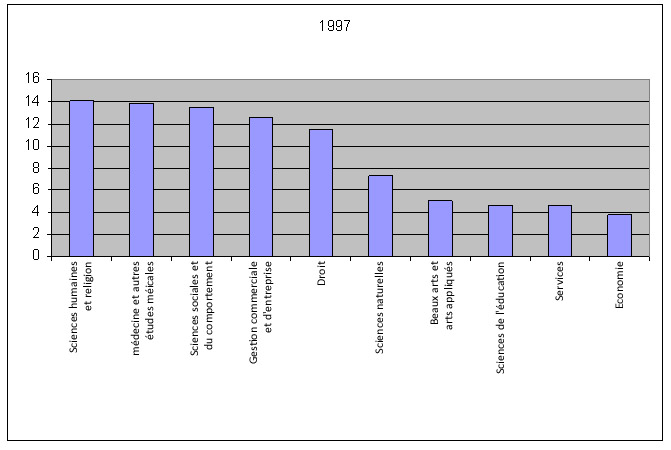 1997
16
14
12
10
8
6
4
2
0
Sciences humaines
et religion
médecine et autres
études méicales
Sciences sociales et
du comportement
Gestion commerciale
et d'entreprise
Droit
Sciences naturelles
Beaux arts et
arts appliqués
Sciences de l'éducation
Services
Economie